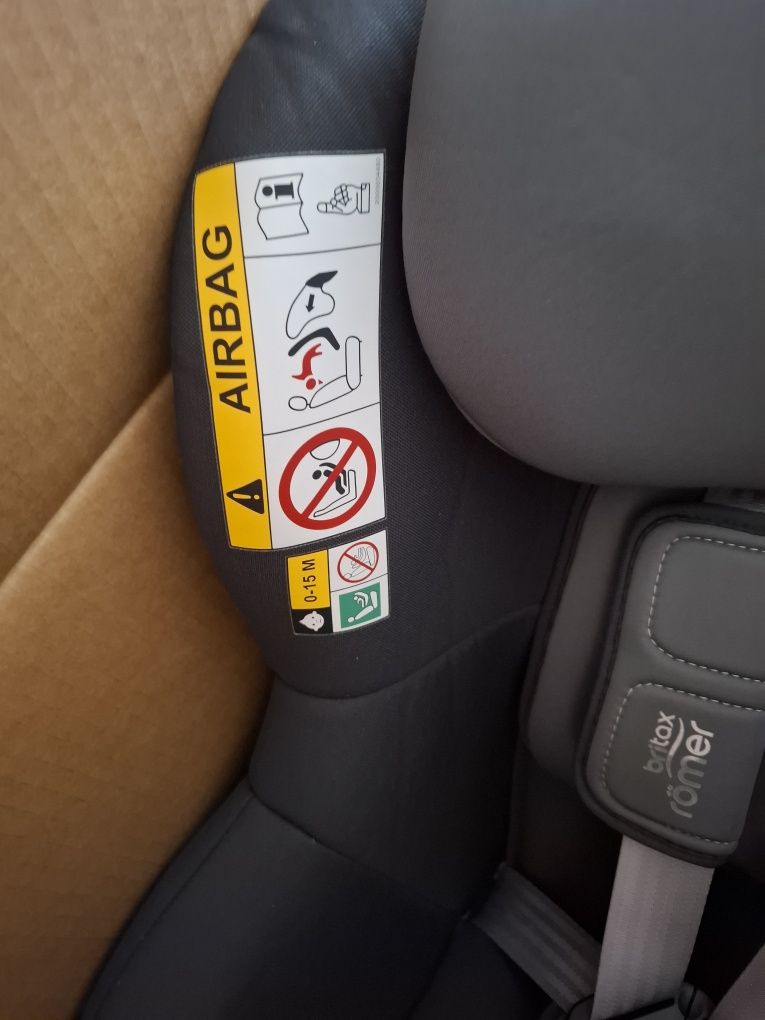 AIRBAG
i
0-15 M
britax
römer